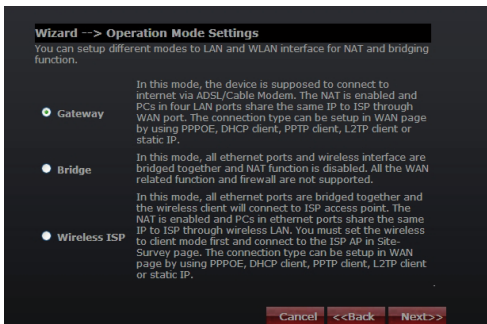 Wizard --> Operation Mode Settings
You can setup different modes to LAN and WLAN interface for NAT and bridging
function.
Gateway
In this mode, the device is supposed to connect to
internet via ADSL/Cable Modem. The NAT is enabled and
PCs in four LAN ports share the same IP to ISP through
WAN port. The connection type can be setup in WAN page
by using PPPOE, DHCP client, PPTP client, L2TP client or
static IP.
Bridge
In this mode, all ethernet ports and wireless interface are
bridged together and NAT function is disabled. All the WAN
related function and firewall are not supported.
Wireless ISP
In this mode, all ethernet ports are bridged together and
the wireless client will connect to ISP access point. The
NAT is enabled and PCs in ethernet ports share the same
IP to ISP through wireless LAN. You must set the wireless
to client mode first and connect to the ISP AP in Site-
Survey page. The connection type can be setup in WAN
page by using PPPOE, DHCP client, PPTP client, L2TP client
or static IP.
Cancel <<Back Next>>